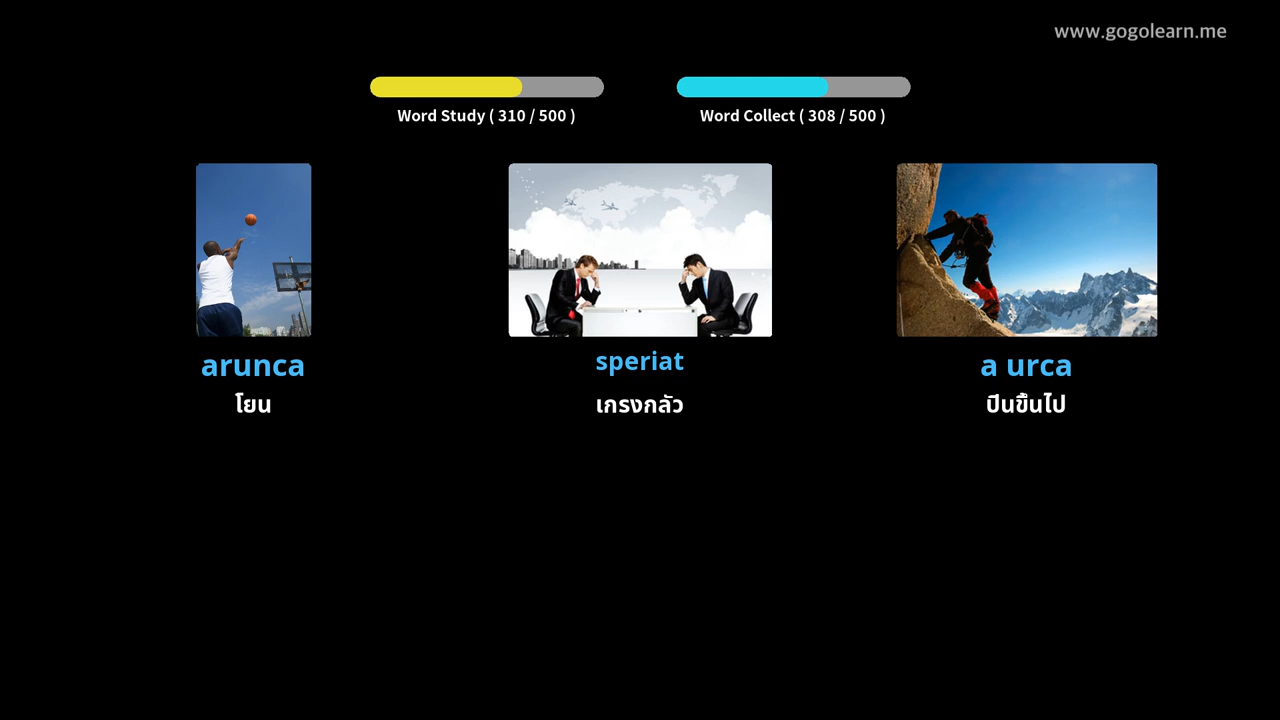 www.gogolearn.me
Word Study ( 310 / 500 )
Word Collect ( 308 / 500 )
arunca
โยน
speriat
เกรงกลัว
a urca
ปีนขึ้นไป